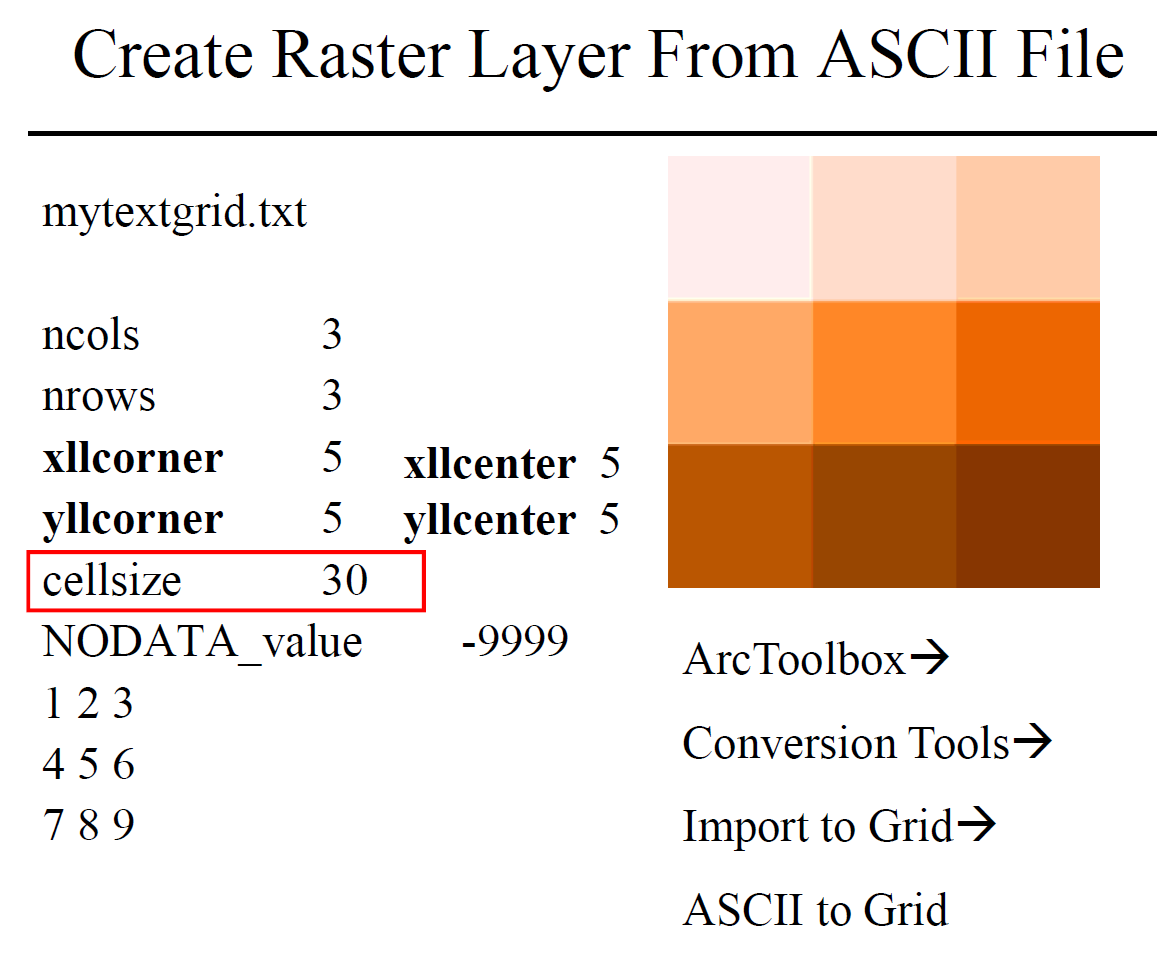 Create Raster Layer From ASCII File
mytextgrid.txt
ncols 3
nrows 3
xllcorner 5 xllcenter 5
yllcorner 5 yllcenter 5
cellsize 30
NODATA_value -9999
1 2 3
4 5 6
7 8 9
ArcToolbox→
Conversion Tools→
Import to Grid→
ASCII to Grid